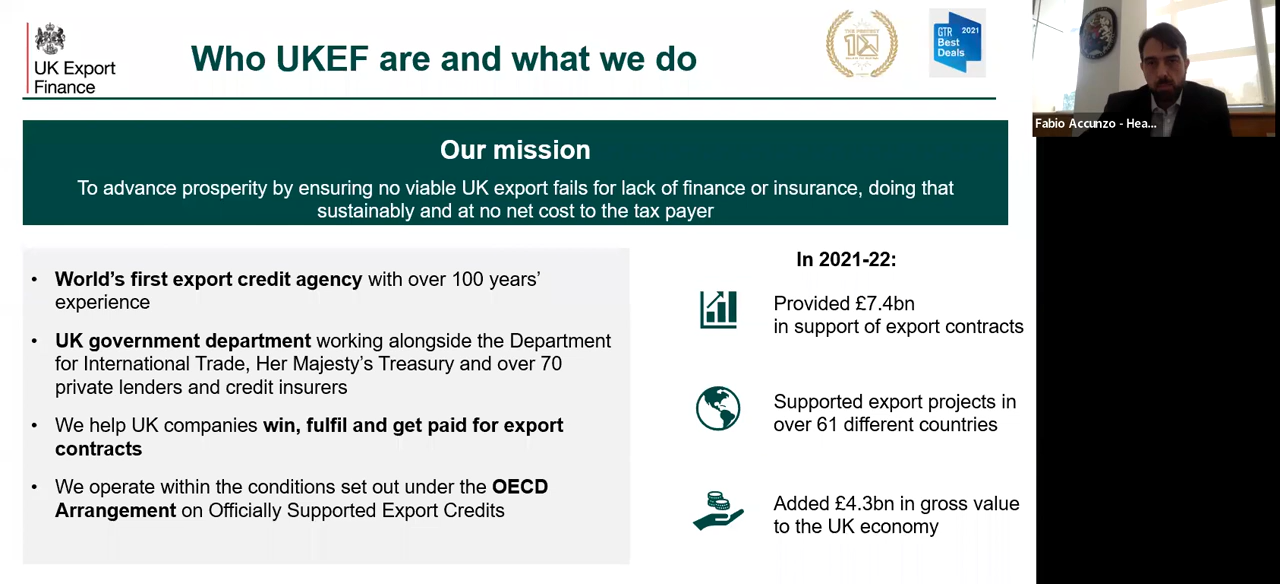 UK Export
Finance
Who UKEF are and what we do
GTR 2021
Best
Deals
Fabio Accunzo - Hea...
Our mission
To advance prosperity by ensuring no viable UK export fails for lack of finance or insurance, doing that
sustainably and at no net cost to the tax payer
• World's first export credit agency with over 100 years'
experience
• UK government department working alongside the Department
for International Trade, Her Majesty's Treasury and over 70
private lenders and credit insurers
• We help UK companies win, fulfil and get paid for export
contracts
• We operate within the conditions set out under the OECD
Arrangement on Officially Supported Export Credits
In 2021-22:
Provided £7.4bn
in support of export contracts
Supported export projects in
over 61 different countries
Added £4.3bn in gross value
to the UK economy